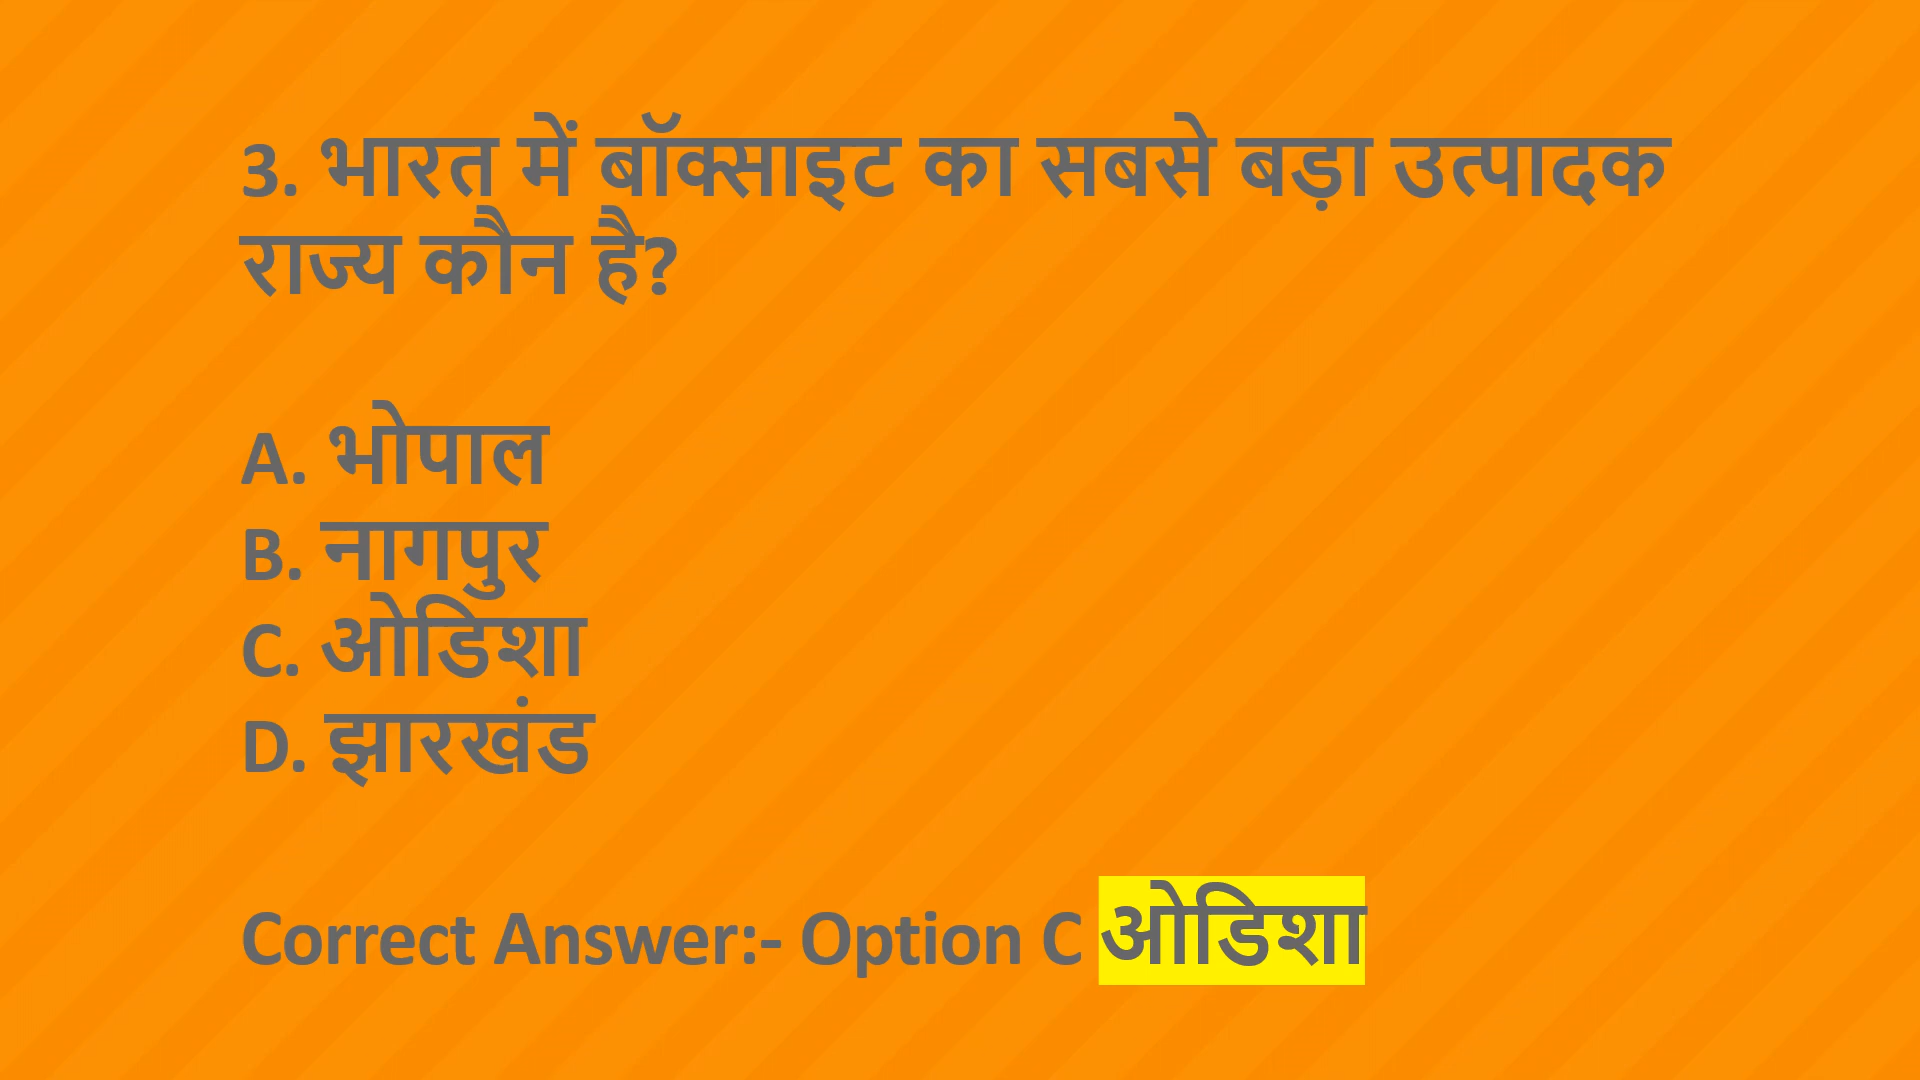 3. भारत में बॉक्साइट का सबसे बड़ा उत्पादक
राज्य कौन है?
A. भोपाल
B. नागपुर
C. ओडिशा
D. झारखंड
Correct Answer:- Option C ओडिशा